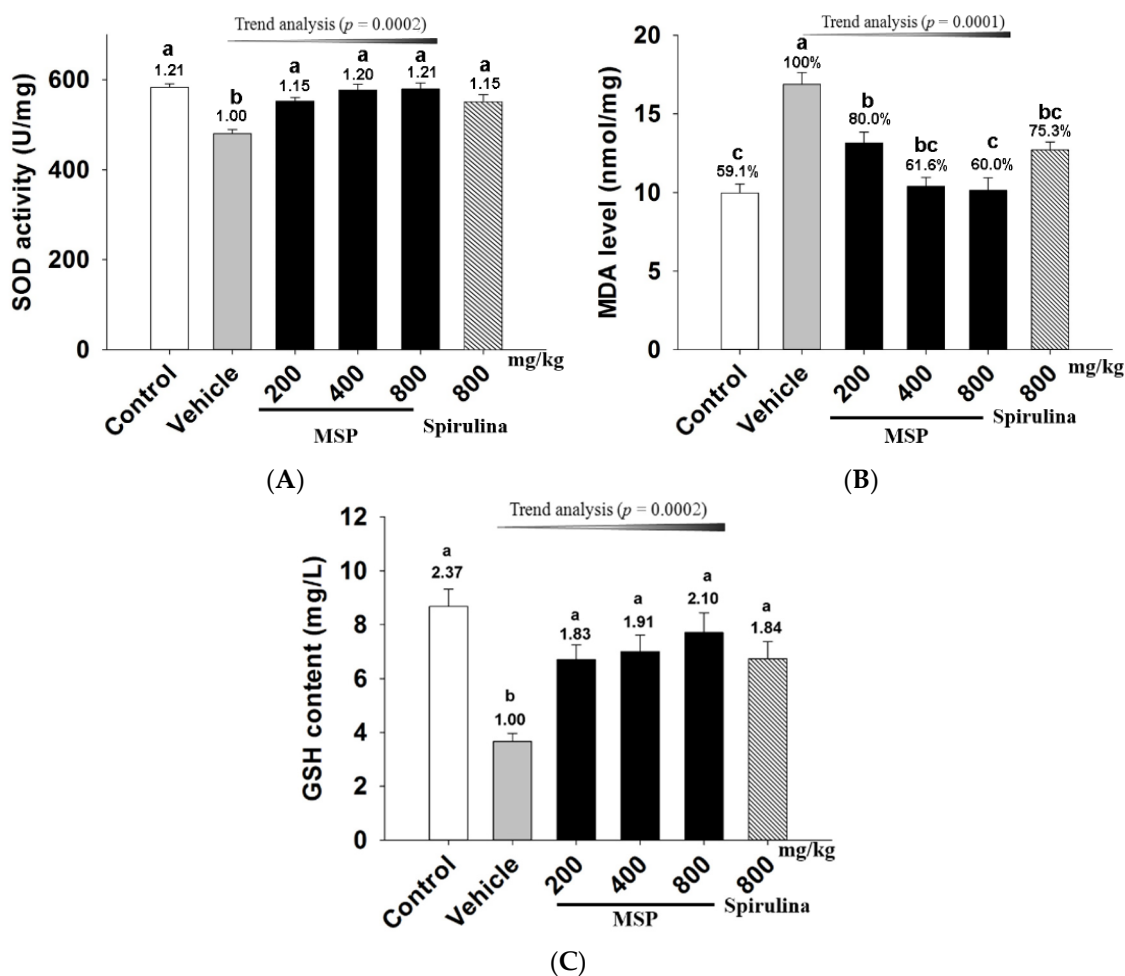 Trend analysis (p = 0.0002)
SOD activity (U/mg)
600
400
200
0
a
1.21
b
1.00
a
1.15
a
1.20
a
1.21
a
1.15
Control
Vehicle
200
400
800
800
mg/kg
MSP
Spirulina
(A)
Trend analysis (p = 0.0001)
MDA level (nmol/mg)
20
15
10
5
0
c
59.1%
a
100%
b
80.0%
bc
61.6%
c
60.0%
bc
75.3%
Control
Vehicle
200
400
800
800
mg/kg
MSP
Spirulina
(B)
Trend analysis (p = 0.0002)
GSH content (mg/L)
12
10
8
6
4
2
0
a
2.37
b
1.00
a
1.83
a
1.91
a
2.10
a
1.84
Control
Vehicle
200
400
800
800
mg/kg
MSP
Spirulina
(C)